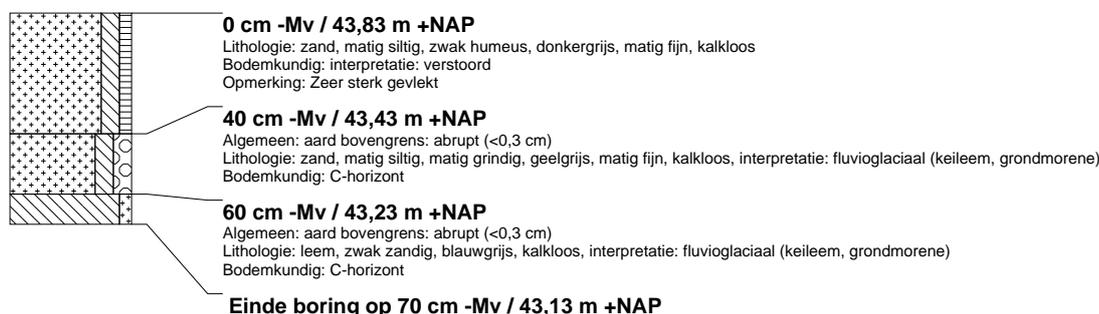 0 cm -Mv / 43,83 m +NAP
Lithologie: zand, matig siltig, zwak humeus, donkergrijs, matig fijn, kalkloos
Bodemkundig: interpretatie: verstoord
Opmerking: Zeer sterk gevlekt
40 cm -Mv / 43,43 m +NAP
Algemeen: aard bovengrens: abrupt (<0,3 cm)
Lithologie: zand, matig siltig, matig grindig, geelgrijs, matig fijn, kalkloos, interpretatie: fluvioglaciaal (keileem, grondmorene)
Bodemkundig: C-horizont
60 cm -Mv / 43,23 m +NAP
Algemeen: aard bovengrens: abrupt (<0,3 cm)
Lithologie: leem, zwak zandig, blauwgrijs, kalkloos, interpretatie: fluvioglaciaal (keileem, grondmorene)
Bodemkundig: C-horizont
Einde boring op 70 cm -Mv / 43,13 m +NAP